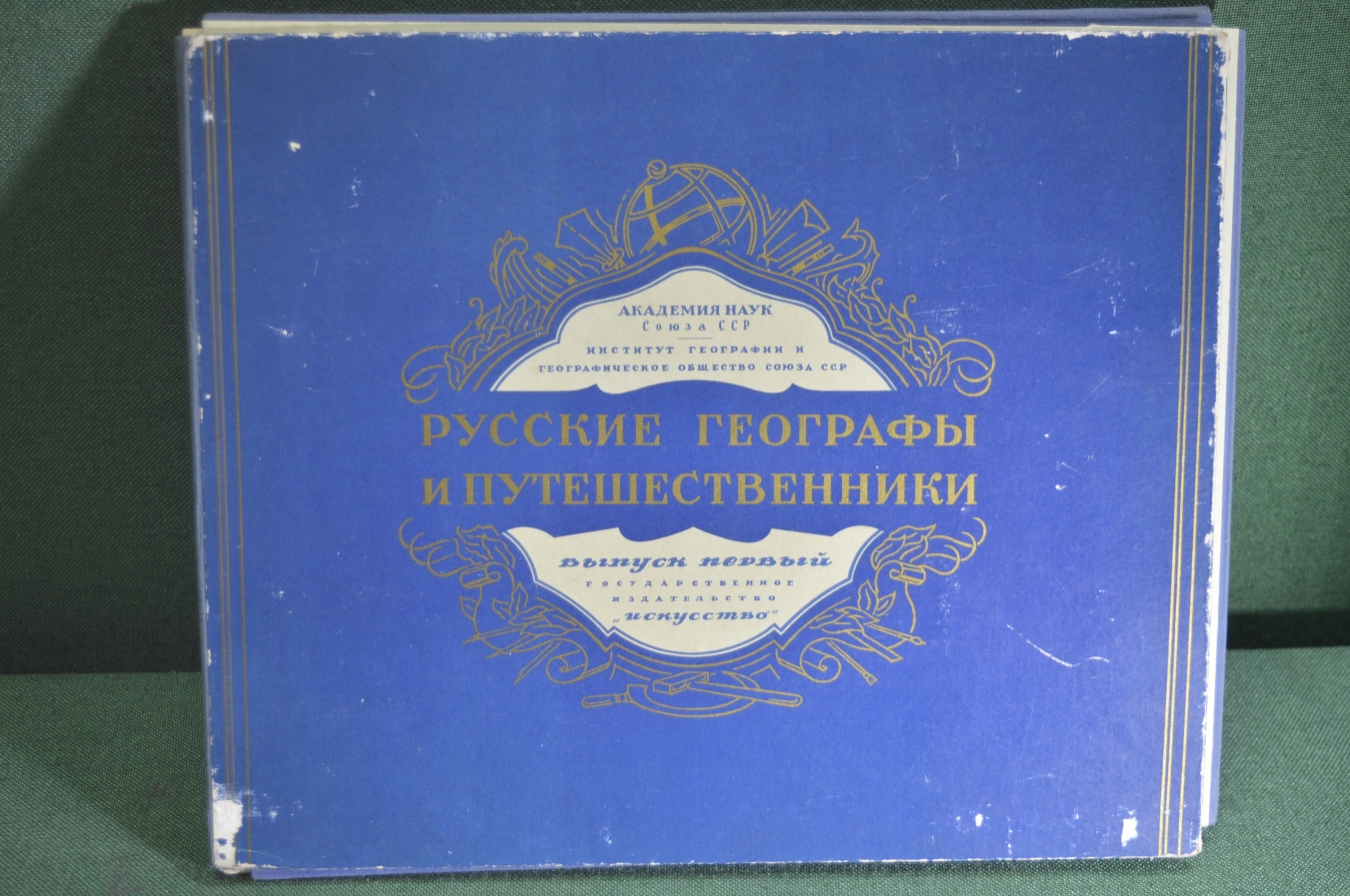 АКАДЕМИЯ НАУК
Союза ССР
ИНСТИТУТ ГЕОГРАФИИ И
ГЕОГРАФИЧЕСКОЕ ОБЩЕСТВО СОЮЗА ССР
РУССКИЕ ГЕОГРАФЫ
И ПУТЕШЕСТВЕННИКИ
выпуск первый
ГОСУДАРСТВЕННОЕ
ИЗДАТЕЛЬСТВО
„искусство"